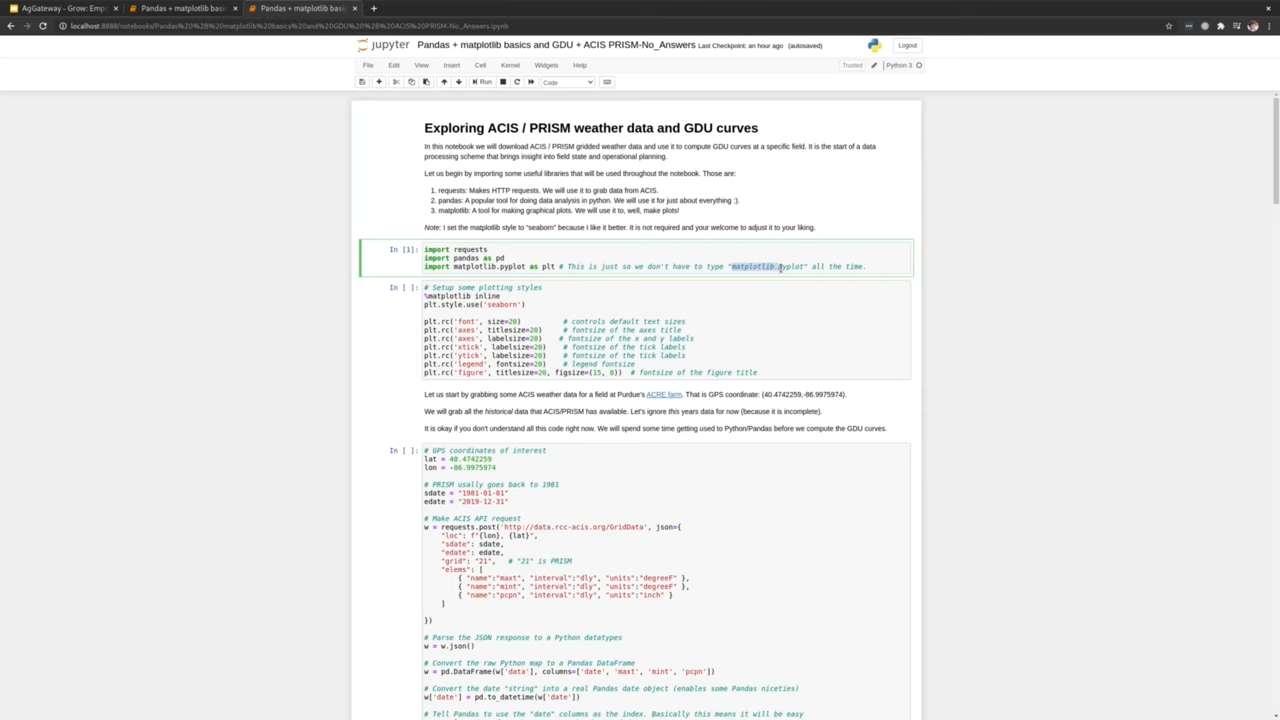 AgGateway - Grow: Empo
Pandas + matplotlib basic
Pandas + matplotlib basic
localhost:8888/notebooks/Pandas%20%2B%20matplotlib%20basics%20and%20GDU%20%2B%20ACIS%20PRISM-No_Answers.ipynb
jupyter Pandas + matplotlib basics and GDU + ACIS PRISM-No_Answers Last Checkpoint: an hour ago (autosaved)
Logout
File Edit View Insert Cell Kernel Widgets Help
Trusted Python 3
Run
Code
Exploring ACIS / PRISM weather data and GDU curves
In this notebook we will download ACIS / PRISM gridded weather data and use it to compute GDU curves at a specific field. It is the start of a data
processing scheme that brings insight into field state and operational planning.
Let us begin by importing some useful libraries that will be used throughout the notebook. Those are:
1. requests: Makes HTTP requests. We will use it to grab data from ACIS.
2. pandas: A popular tool for doing data analysis in python. We will use it for just about everything :).
3. matplotlib: A tool for making graphical plots. We will use it to, well, make plots!
Note: I set the matplotlib style to "seaborn" because I like it better. It is not required and your welcome to adjust it to your liking.
In [1]: import requests
import pandas as pd
import matplotlib.pyplot as plt # This is just so we don't have to type "matplotlib.pyplot" all the time.
In [ ]: # Setup some plotting styles
%matplotlib inline
plt.style.use('seaborn')
plt.rc('font', size=20) # controls default text sizes
plt.rc('axes', titlesize=20) # fontsize of the axes title
plt.rc('axes', labelsize=20) # fontsize of the x and y labels
plt.rc('xtick', labelsize=20) # fontsize of the tick labels
plt.rc('ytick', labelsize=20) # fontsize of the tick labels
plt.rc('legend', fontsize=20) # legend fontsize
plt.rc('figure', titlesize=20, figsize=(15, 8)) # fontsize of the figure title
Let us start by grabbing some ACIS weather data for a field at Purdue's ACRE farm. That is GPS coordinate: (40.4742259,-86.9975974).
We will grab all the historical data that ACIS/PRISM has available. Let's ignore this years data for now (because it is incomplete).
It is okay if you don't understand all this code right now. We will spend some time getting used to Python/Pandas before we compute the GDU curves.
In [ ]: # GPS coordinates of interest
lat = 40.4742259
lon = -86.9975974
# PRISM usally goes back to 1981
sdate = "1981-01-01"
edate = "2019-12-31"
# Make ACIS API request
w = requests.post('http://data.rcc-acis.org/GridData', json={
"loc": f"{lon}, {lat}",
"sdate": sdate,
"edate": edate,
"grid": "21", # "21" is PRISM
"elems": [
{ "name":"maxt", "interval":"dly", "units":"degreeF" },
{ "name":"mint", "interval":"dly", "units":"degreeF" },
{ "name":"pcpn", "interval":"dly", "units":"inch" }
]
})
# Parse the JSON response to a Python datatypes
w = w.json()
# Convert the raw Python map to a Pandas DataFrame
w = pd.DataFrame(w['data'], columns=['date', 'maxt', 'mint', 'pcpn'])
# Convert the date "string" into a real Pandas date object (enables some Pandas niceties)
w['date'] = pd.to_datetime(w['date'])
# Tell Pandas to use the "date" columns as the index. Basically this means it will be easy